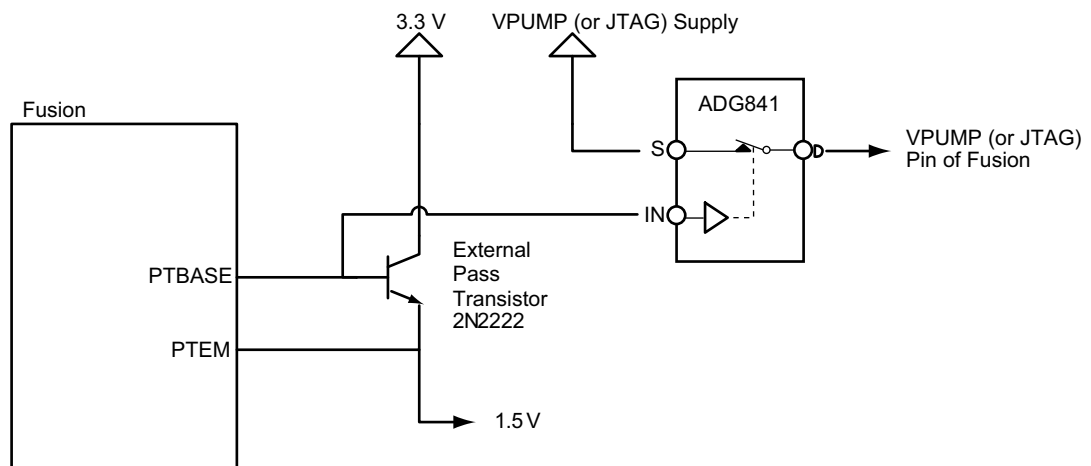 3.3 V
VPUMP (or JTAG) Supply
Fusion
ADG841
S
D
VPUMP (or JTAG)
Pin of Fusion
IN
External
Pass
Transistor
2N2222
PTBASE
PTEM
1.5 V